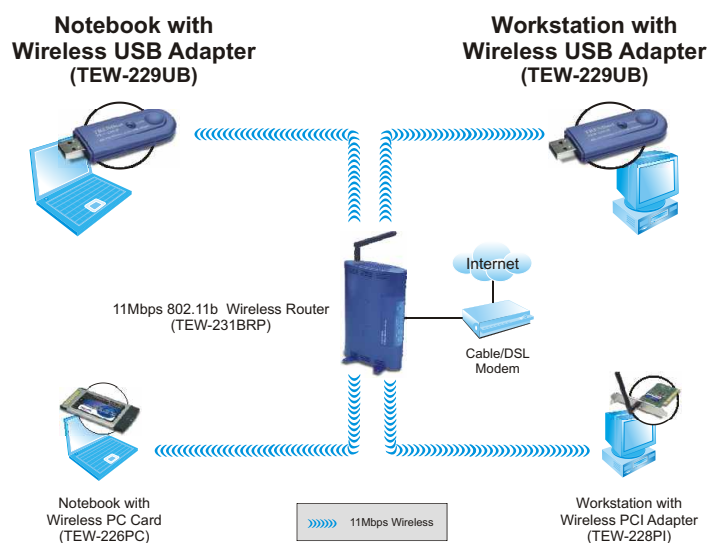 Notebook with
Wireless USB Adapter
(TEW-229UB)
Workstation with
Wireless USB Adapter
(TEW-229UB)
Internet
11Mbps 802.11b Wireless Router
(TEW-231BRP)
Cable/DSL
Modem
Notebook with
Wireless PC Card
(TEW-226PC)
11Mbps Wireless
Workstation with
Wireless PCI Adapter
(TEW-228PI)